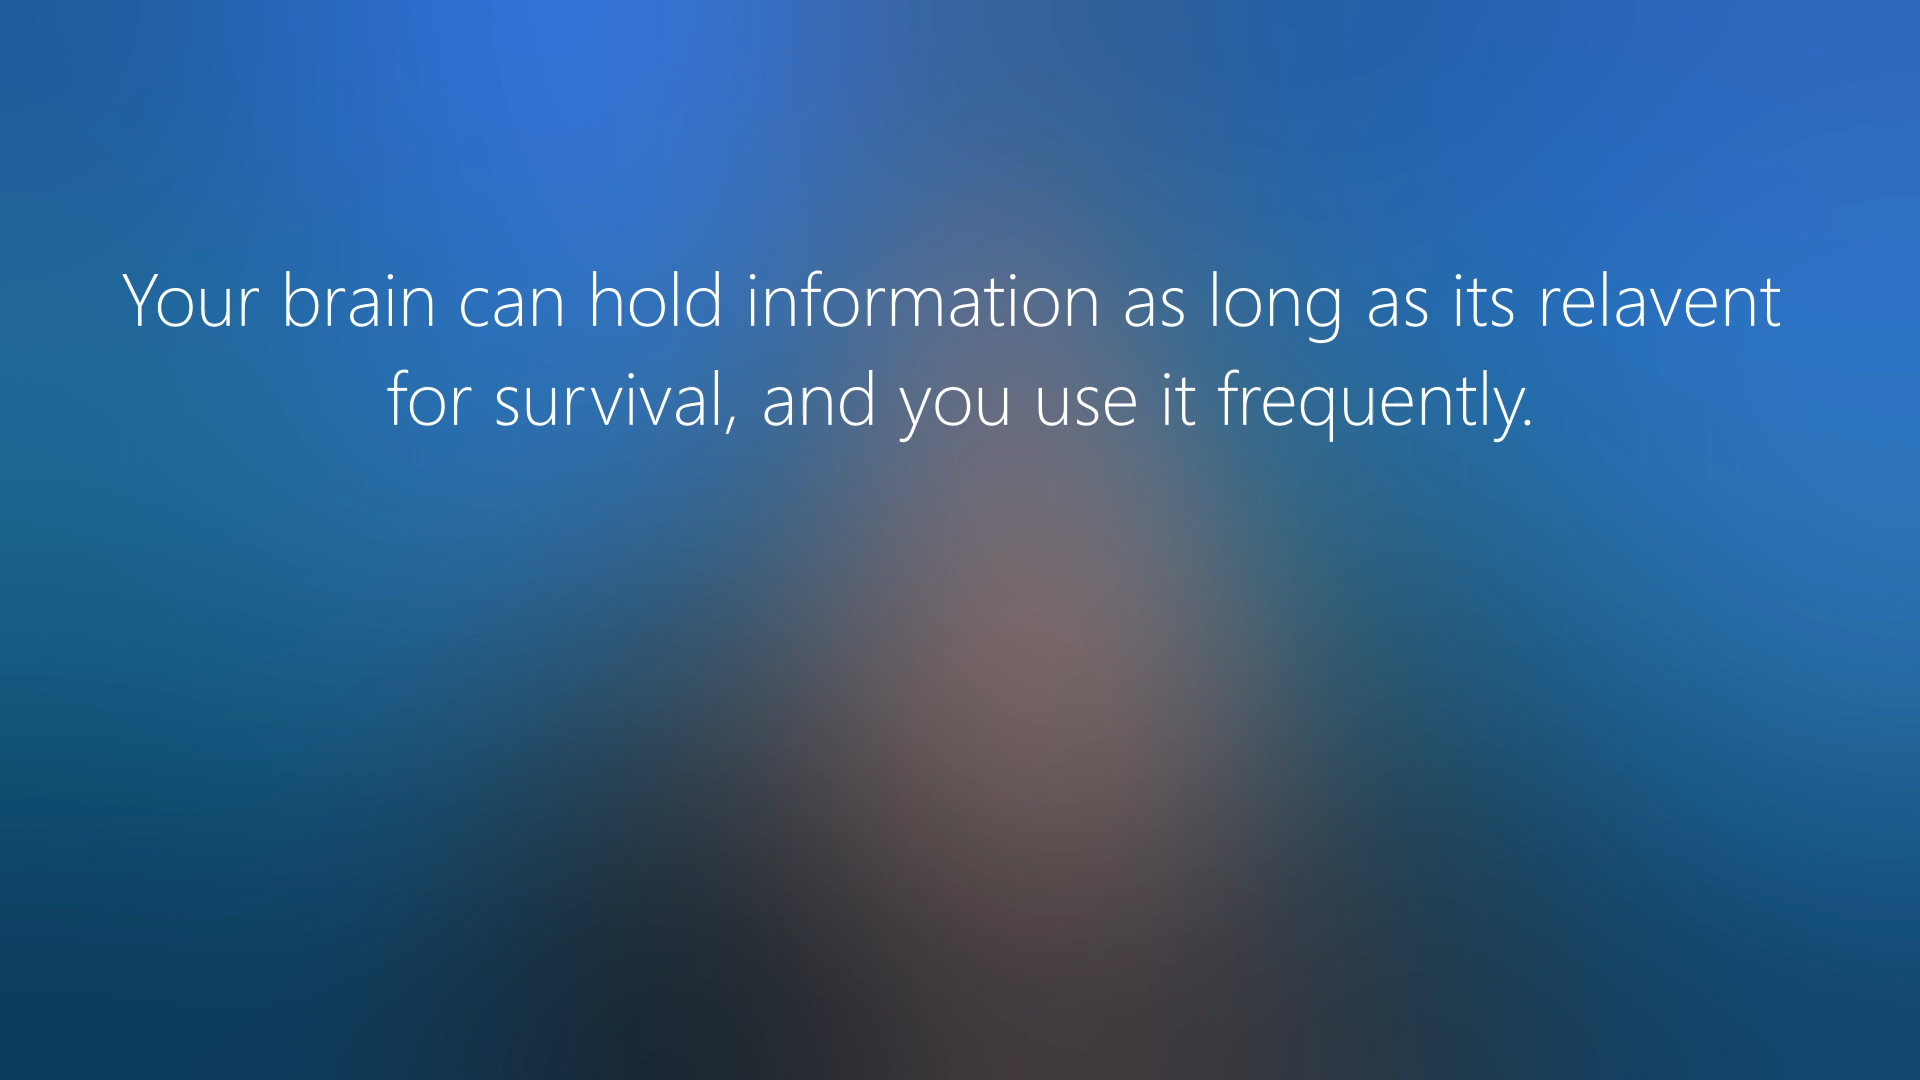 Your brain can hold information as long as its relavent
for survival, and you use it frequently.